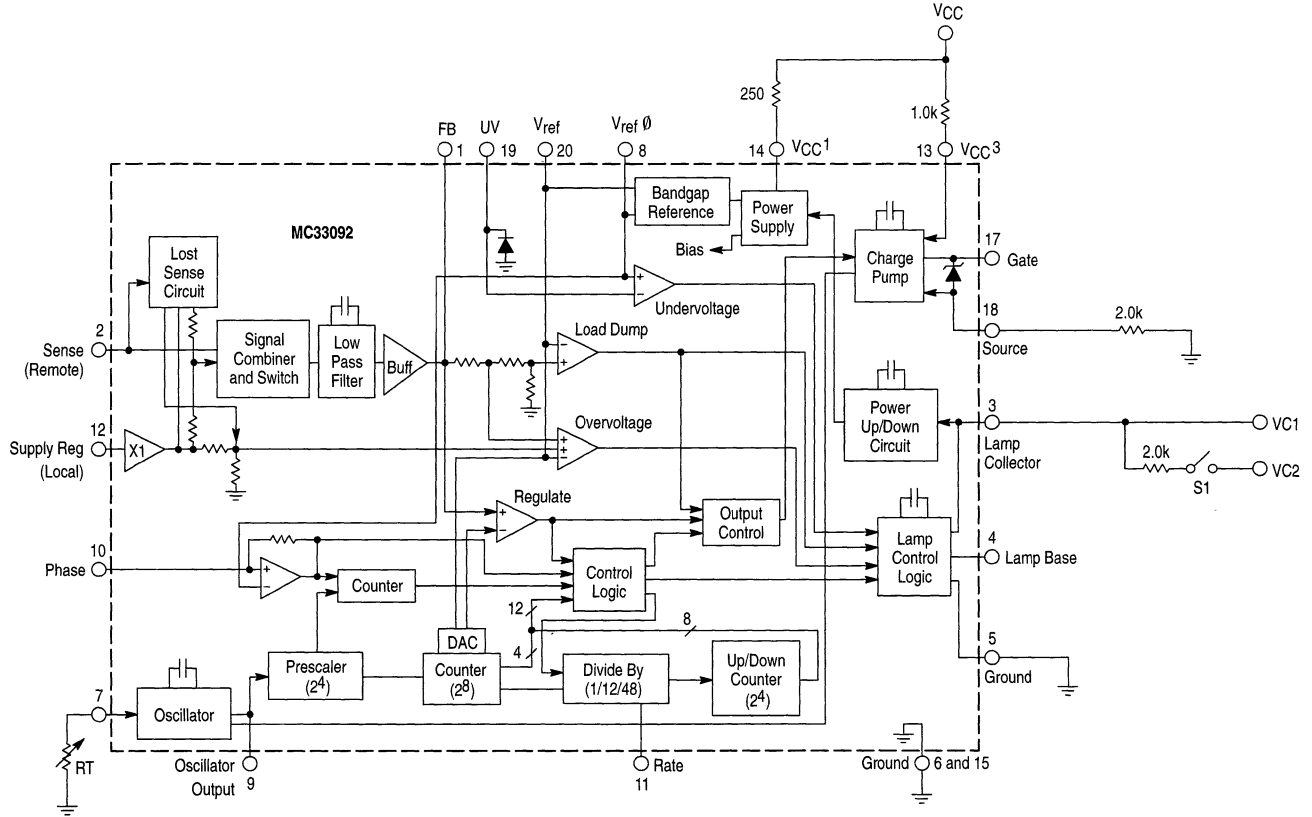 VCC
250
1.0k
FB
UV
Vref
Vref Ø
1
19
20
8
14
VCC1
13
VCC3
MC33092
Bandgap
Reference
Power
Supply
Bias
Lost
Sense
Circuit
Charge
Pump
17
Gate
Undervoltage
2
Sense
(Remote)
Signal
Combiner
and Switch
Low
Pass
Filter
Buff
Load Dump
18
Source
2.0k
Power
Up/Down
Circuit
3
Lamp
Collector
VC1
2.0k
S1
VC2
12
Supply Reg
(Local)
X1
Overvoltage
Regulate
Output
Control
Lamp
Control
Logic
4
Lamp Base
10
Phase
+
−
Counter
Control
Logic
12
8
4
DAC
Counter
(28)
Prescaler
(24)
Divide By
(1/12/48)
Up/Down
Counter
(24)
5
Ground
7
Oscillator
RT
Oscillator
Output
9
Rate
11
Ground
6 and 15